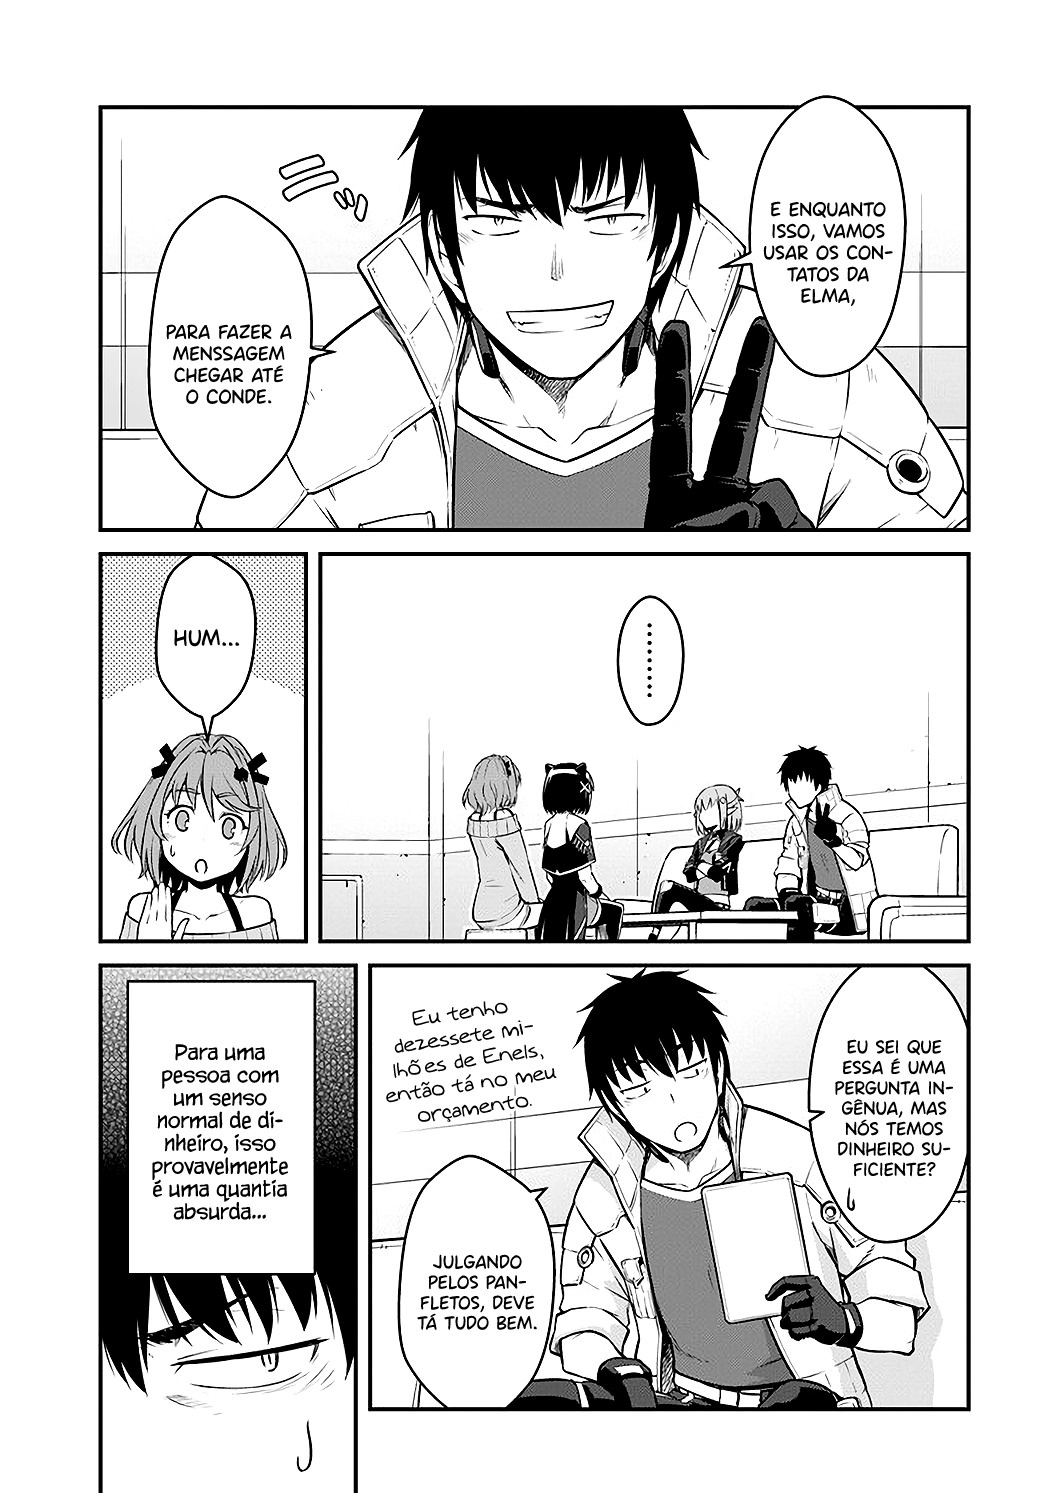 E ENQUANTO
ISSO, VAMOS
USAR OS CON-
TATOS DA
ELMA,
PARA FAZER A
MENSSAGEM
CHEGAR ATÉ
O CONDE.
.........
HUM...
EU SEI QUE
ESSA É UMA
PERGUNTA IN-
GÊNUA, MAS
NÓS TEMOS
DINHEIRO SU-
FICIENTE?
Eu tenho
dezessete mi-
lhões de Enels,
então tá no meu
orçamento.
JULGANDO
PELOS PAN-
FLETOS, DEVE
TÁ TUDO BEM.
Para uma
pessoa com
um senso
normal de di-
nheiro, isso
provavelmente
é uma quantia
absurda...